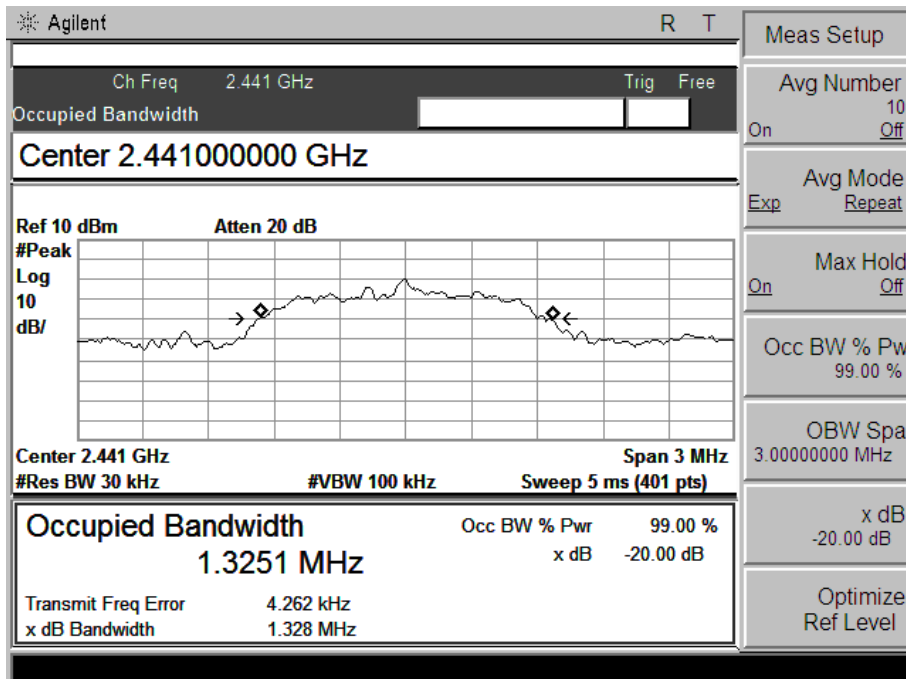 Agilent R T
Ch Freq 2.441 GHz Trig Free
Occupied Bandwidth
Center 2.441000000 GHz
Ref 10 dBm Atten 20 dB
#Peak
Log
10
dB/
Center 2.441 GHz Span 3 MHz
#Res BW 30 kHz #VBW 100 kHz Sweep 5 ms (401 pts)
Occupied Bandwidth
1.3251 MHz
Occ BW % Pwr 99.00 %
x dB -20.00 dB
Transmit Freq Error 4.262 kHz
x dB Bandwidth 1.328 MHz
Meas Setup
Avg Number
10
On Off
Avg Mode
Exp Repeat
Max Hold
On Off
Occ BW % Pw
99.00 %
OBW Spa
3.00000000 MHz
x dB
-20.00 dB
Optimize
Ref Level